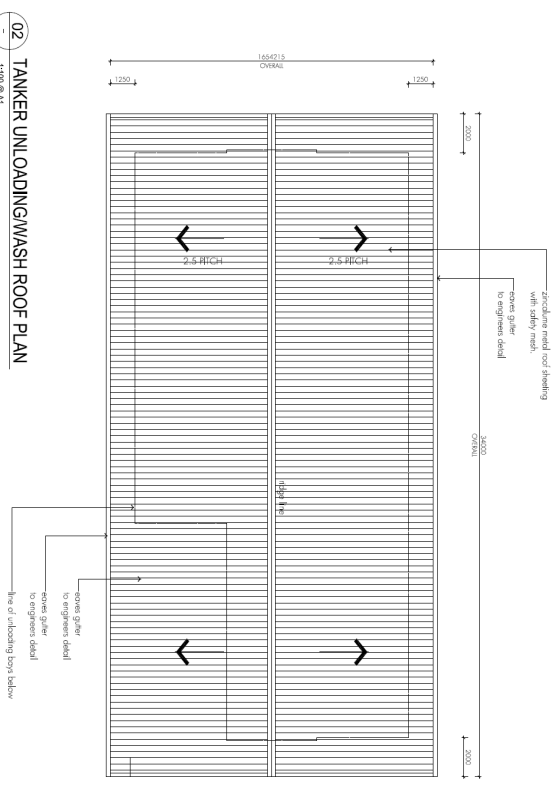 1654215
OVERALL
1250
1250
2000
2.5 PITCH
2.5 PITCH
zincalume metal roof sheeting
with safety mesh.
eaves gutter
to engineers detail
34000
OVERALL
ridge line
eaves gutter
to engineers detail
eaves gutter
to engineers detail
line of unloading bays below
2000
02
-
TANKER UNLOADING/WASH ROOF PLAN
1:100 @ A1